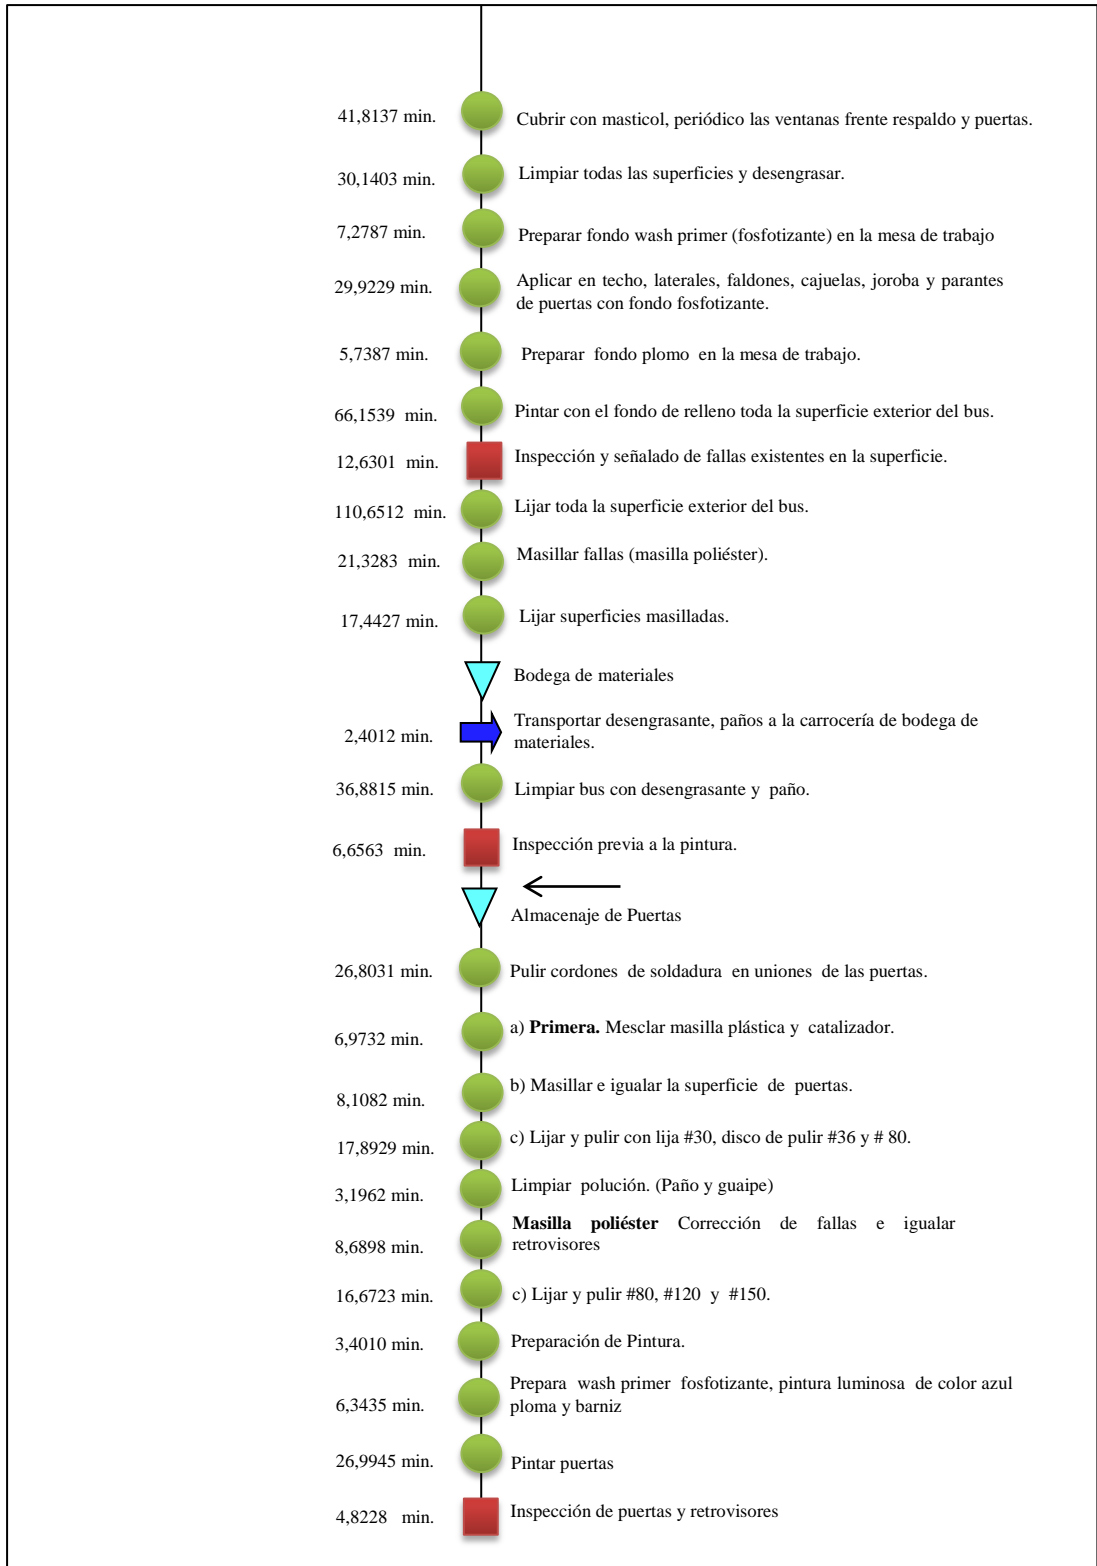 41,8137 min. Cubrir con masticol, periódico las ventanas frente respaldo y puertas.
30,1403 min. Limpiar todas las superficies y desengrasar.
7,2787 min. Preparar fondo wash primer (fosfotizante) en la mesa de trabajo
29,9229 min. Aplicar en techo, laterales, faldones, cajuelas, joroba y parantes
de puertas con fondo fosfotizante.
5,7387 min. Preparar fondo plomo en la mesa de trabajo.
66,1539 min. Pintar con el fondo de relleno toda la superficie exterior del bus.
12,6301 min. Inspección y señalado de fallas existentes en la superficie.
110,6512 min. Lijar toda la superficie exterior del bus.
21,3283 min. Masillar fallas (masilla poliéster).
17,4427 min. Lijar superficies masilladas.
Bodega de materiales
2,4012 min. Transportar desengrasante, paños a la carrocería de bodega de
materiales.
36,8815 min. Limpiar bus con desengrasante y paño.
6,6563 min. Inspección previa a la pintura.
Almacenaje de Puertas
26,8031 min. Pulir cordones de soldadura en uniones de las puertas.
6,9732 min. a) Primera. Mesclar masilla plástica y catalizador.
8,1082 min. b) Masillar e igualar la superficie de puertas.
17,8929 min. c) Lijar y pulir con lija #30, disco de pulir #36 y # 80.
3,1962 min. Limpiar polución. (Paño y guaipe)
8,6898 min. Masilla poliéster Corrección de fallas e igualar
retrovisores
16,6723 min. c) Lijar y pulir #80, #120 y #150.
3,4010 min. Preparación de Pintura.
6,3435 min. Prepara wash primer fosfotizante, pintura luminosa de color azul
ploma y barniz
26,9945 min. Pintar puertas
4,8228 min. Inspección de puertas y retrovisores